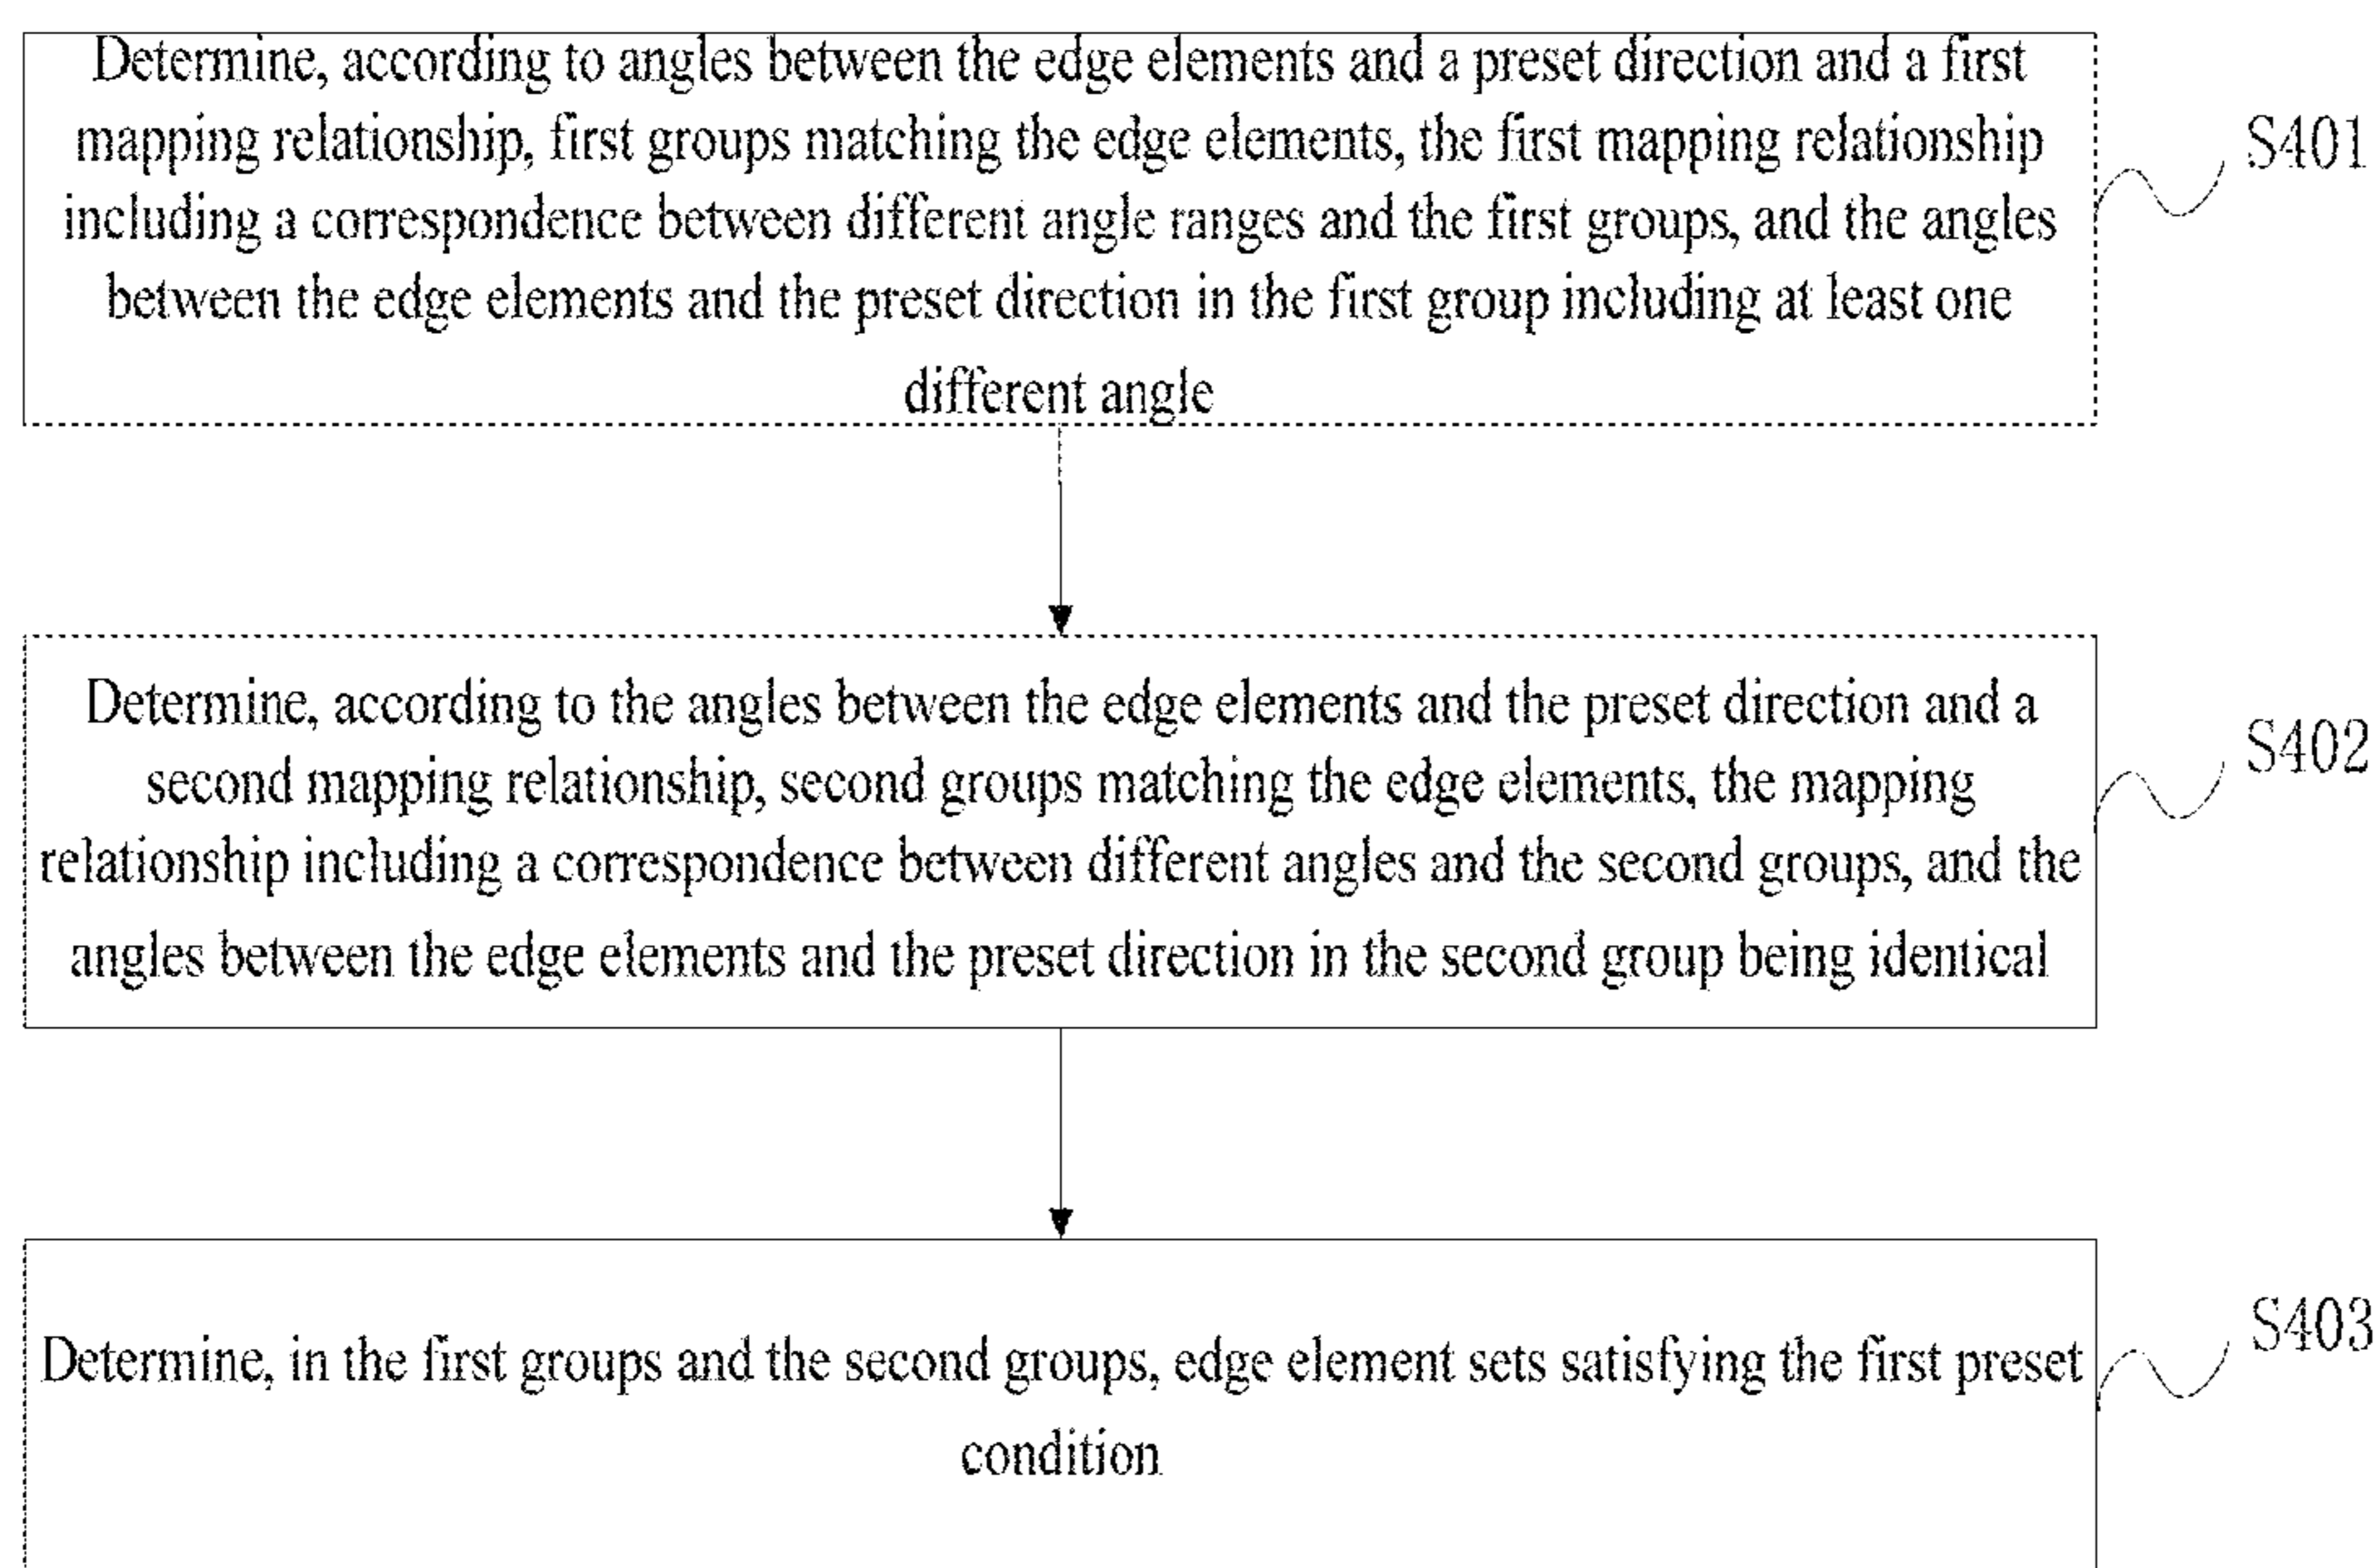 Determine, according to angles between the edge elements and a preset direction and a first
mapping relationship, first groups matching the edge elements, the first mapping relationship
including a correspondence between different angle ranges and the first groups, and the angles
between the edge elements and the preset direction in the first group including at least one
different angle
S401
Determine, according to the angles between the edge elements and the preset direction and a
second mapping relationship, second groups matching the edge elements, the mapping
relationship including a correspondence between different angles and the second groups, and the
angles between the edge elements and the preset direction in the second group being identical
S402
Determine, in the first groups and the second groups, edge element sets satisfying the first preset
condition
S403